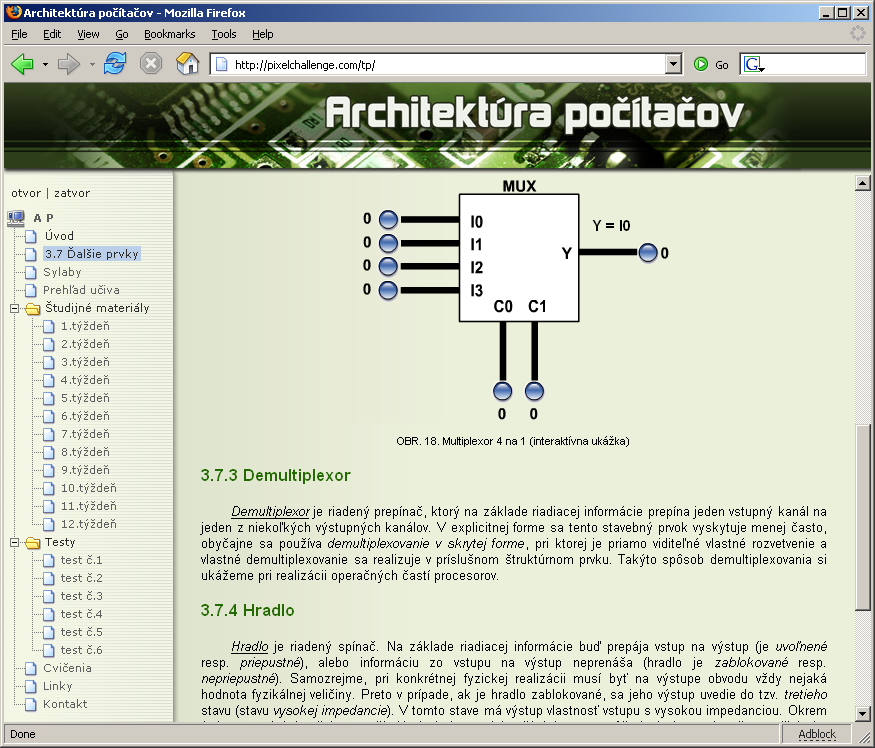 Architektúra počítačov - Mozilla Firefox
File Edit View Go Bookmarks Tools Help
http://pixelchallenge.com/tp/ Go G
Architektúra počítačov
otvor | zatvor
A P
Úvod
3.7 Ďalšie prvky
Sylaby
Prehľad učiva
Študijné materiály
1.týždeň
2.týždeň
3.týždeň
4.týždeň
5.týždeň
6.týždeň
7.týždeň
8.týždeň
9.týždeň
10.týždeň
11.týždeň
12.týždeň
Testy
test č.1
test č.2
test č.3
test č.4
test č.5
test č.6
Cvičenia
Linky
Kontakt
MUX
0 I0 Y = I0
0 I1
Y 0
0 I2
0 I3
C0 C1
0 0
OBR. 18. Multiplexor 4 na 1 (interaktívna ukážka)
3.7.3 Demultiplexor
Demultiplexor je riadený prepínač, ktorý na základe riadiacej informácie prepína jeden vstupný kanál na
jeden z niekoľkých výstupných kanálov. V explicitnej forme sa tento stavebný prvok vyskytuje menej často,
obyčajne sa používa demultiplexovanie v skrytej forme, pri ktorej je priamo viditeľné vlastné rozvetvenie a
vlastné demultiplexovanie sa realizuje v príslušnom štruktúrnom prvku. Takýto spôsob demultiplexovania si
ukážeme pri realizácii operačných častí procesorov.
3.7.4 Hradlo
Hradlo je riadený spínač. Na základe riadiacej informácie buď prepája vstup na výstup (je uvoľnené
resp. priepustné), alebo informáciu zo vstupu na výstup neprenáša (hradlo je zablokované resp.
nepriepustné). Samozrejme, pri konkrétnej fyzickej realizácii musí byť na výstupe obvodu vždy nejaká
hodnota fyzikálnej veličiny. Preto v prípade, ak je hradlo zablokované, sa jeho výstup uvedie do tzv. tretieho
stavu (stavu vysokej impedancie). V tomto stave má výstup vlastnosť vstupu s vysokou impedanciou. Okrem
Done Adblock